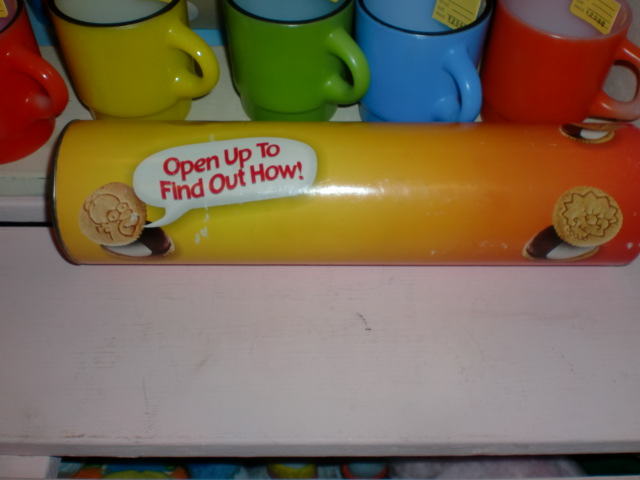 Open Up To
Find Out How!